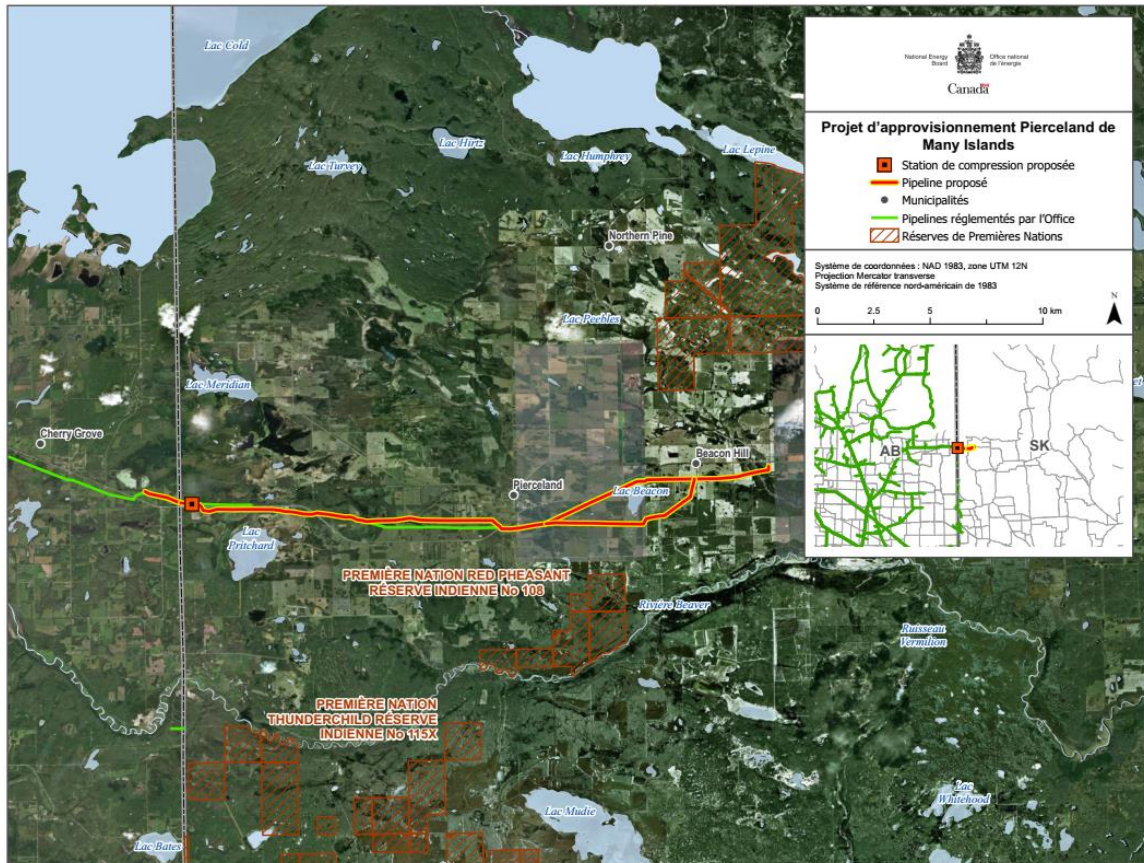 Lac Cold
Lac Hirtz
Lac Turvey
Lac Humphrey
Lac Lepine
Northern Pine
Lac Peebles
Lac Meridian
Cherry Grove
Beacon Hill
Pierceland
Lac Beacon
Lac
Pritchard
PREMIÈRE NATION RED PHEASANT
RÉSERVE INDIENNE No 108
Rivière Beaver
Ruisseau
Vermilion
PREMIÈRE NATION
THUNDERCHILD RÉSERVE
INDIENNE No 115X
Lac Mudie
Lac
Whitehood
Lac Bates
National Energy
Board
Office national
de l'énergie
Canada
Projet d'approvisionnement Pierceland de
Many Islands
Station de compression proposée
Pipeline proposé
Municipalités
Pipelines réglementés par l'Office
Réserves de Premières Nations
Système de coordonnées : NAD 1983, zone UTM 12N
Projection Mercator transverse
Système de référence nord-américain de 1983
N
0 2.5 5 10 km
AB
SK